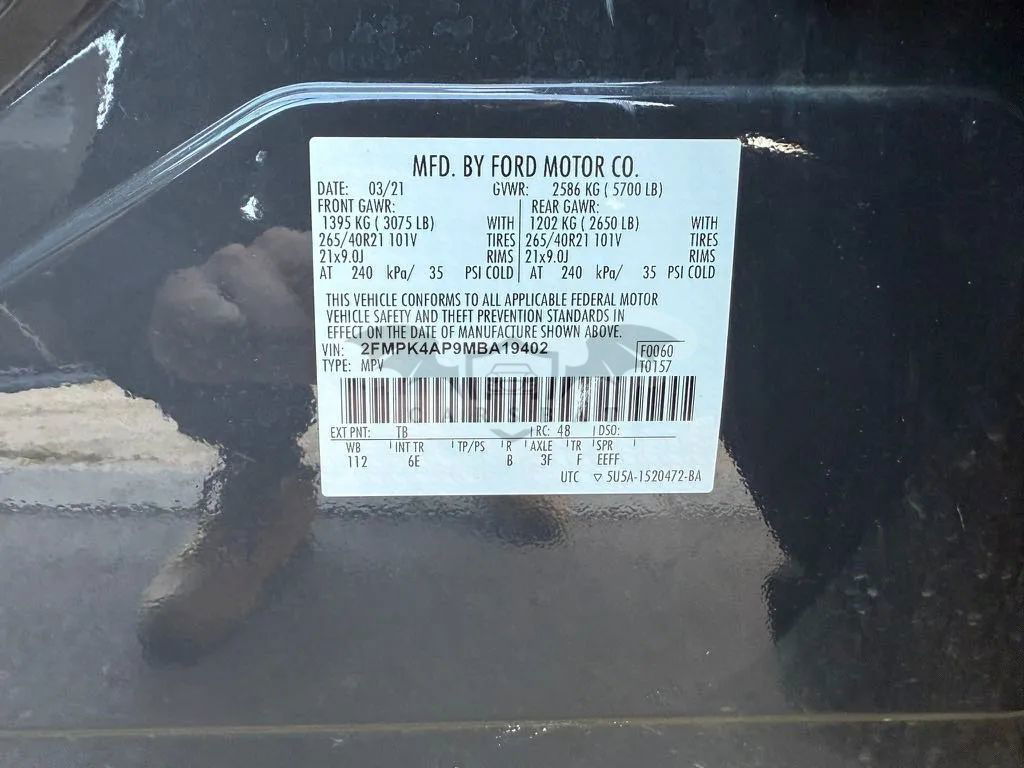 MFD. BY FORD MOTOR CO.
DATE: 03/21 GVWR: 2586 KG ( 5700 LB)
FRONT GAWR: REAR GAWR:
1395 KG ( 3075 LB) WITH 1202 KG ( 2650 LB) WITH
265/40R21 101V TIRES 265/40R21 101V TIRES
21x9.0J RIMS 21x9.0J RIMS
AT 240 kPa/ 35 PSI COLD AT 240 kPa/ 35 PSI COLD
THIS VEHICLE CONFORMS TO ALL APPLICABLE FEDERAL MOTOR
VEHICLE SAFETY AND THEFT PREVENTION STANDARDS IN
EFFECT ON THE DATE OF MANUFACTURE SHOWN ABOVE.
VIN: 2FMPK4AP9MBA19402 F0060
TYPE: MPV T0157
CARSBAT
EXT PNT: TB RC: 48 DSO:
WB INT TR TP/PS R AXLE TR SPR
112 6E B 3F F EEFF
UTC ▽ 5U5A-1520472-BA